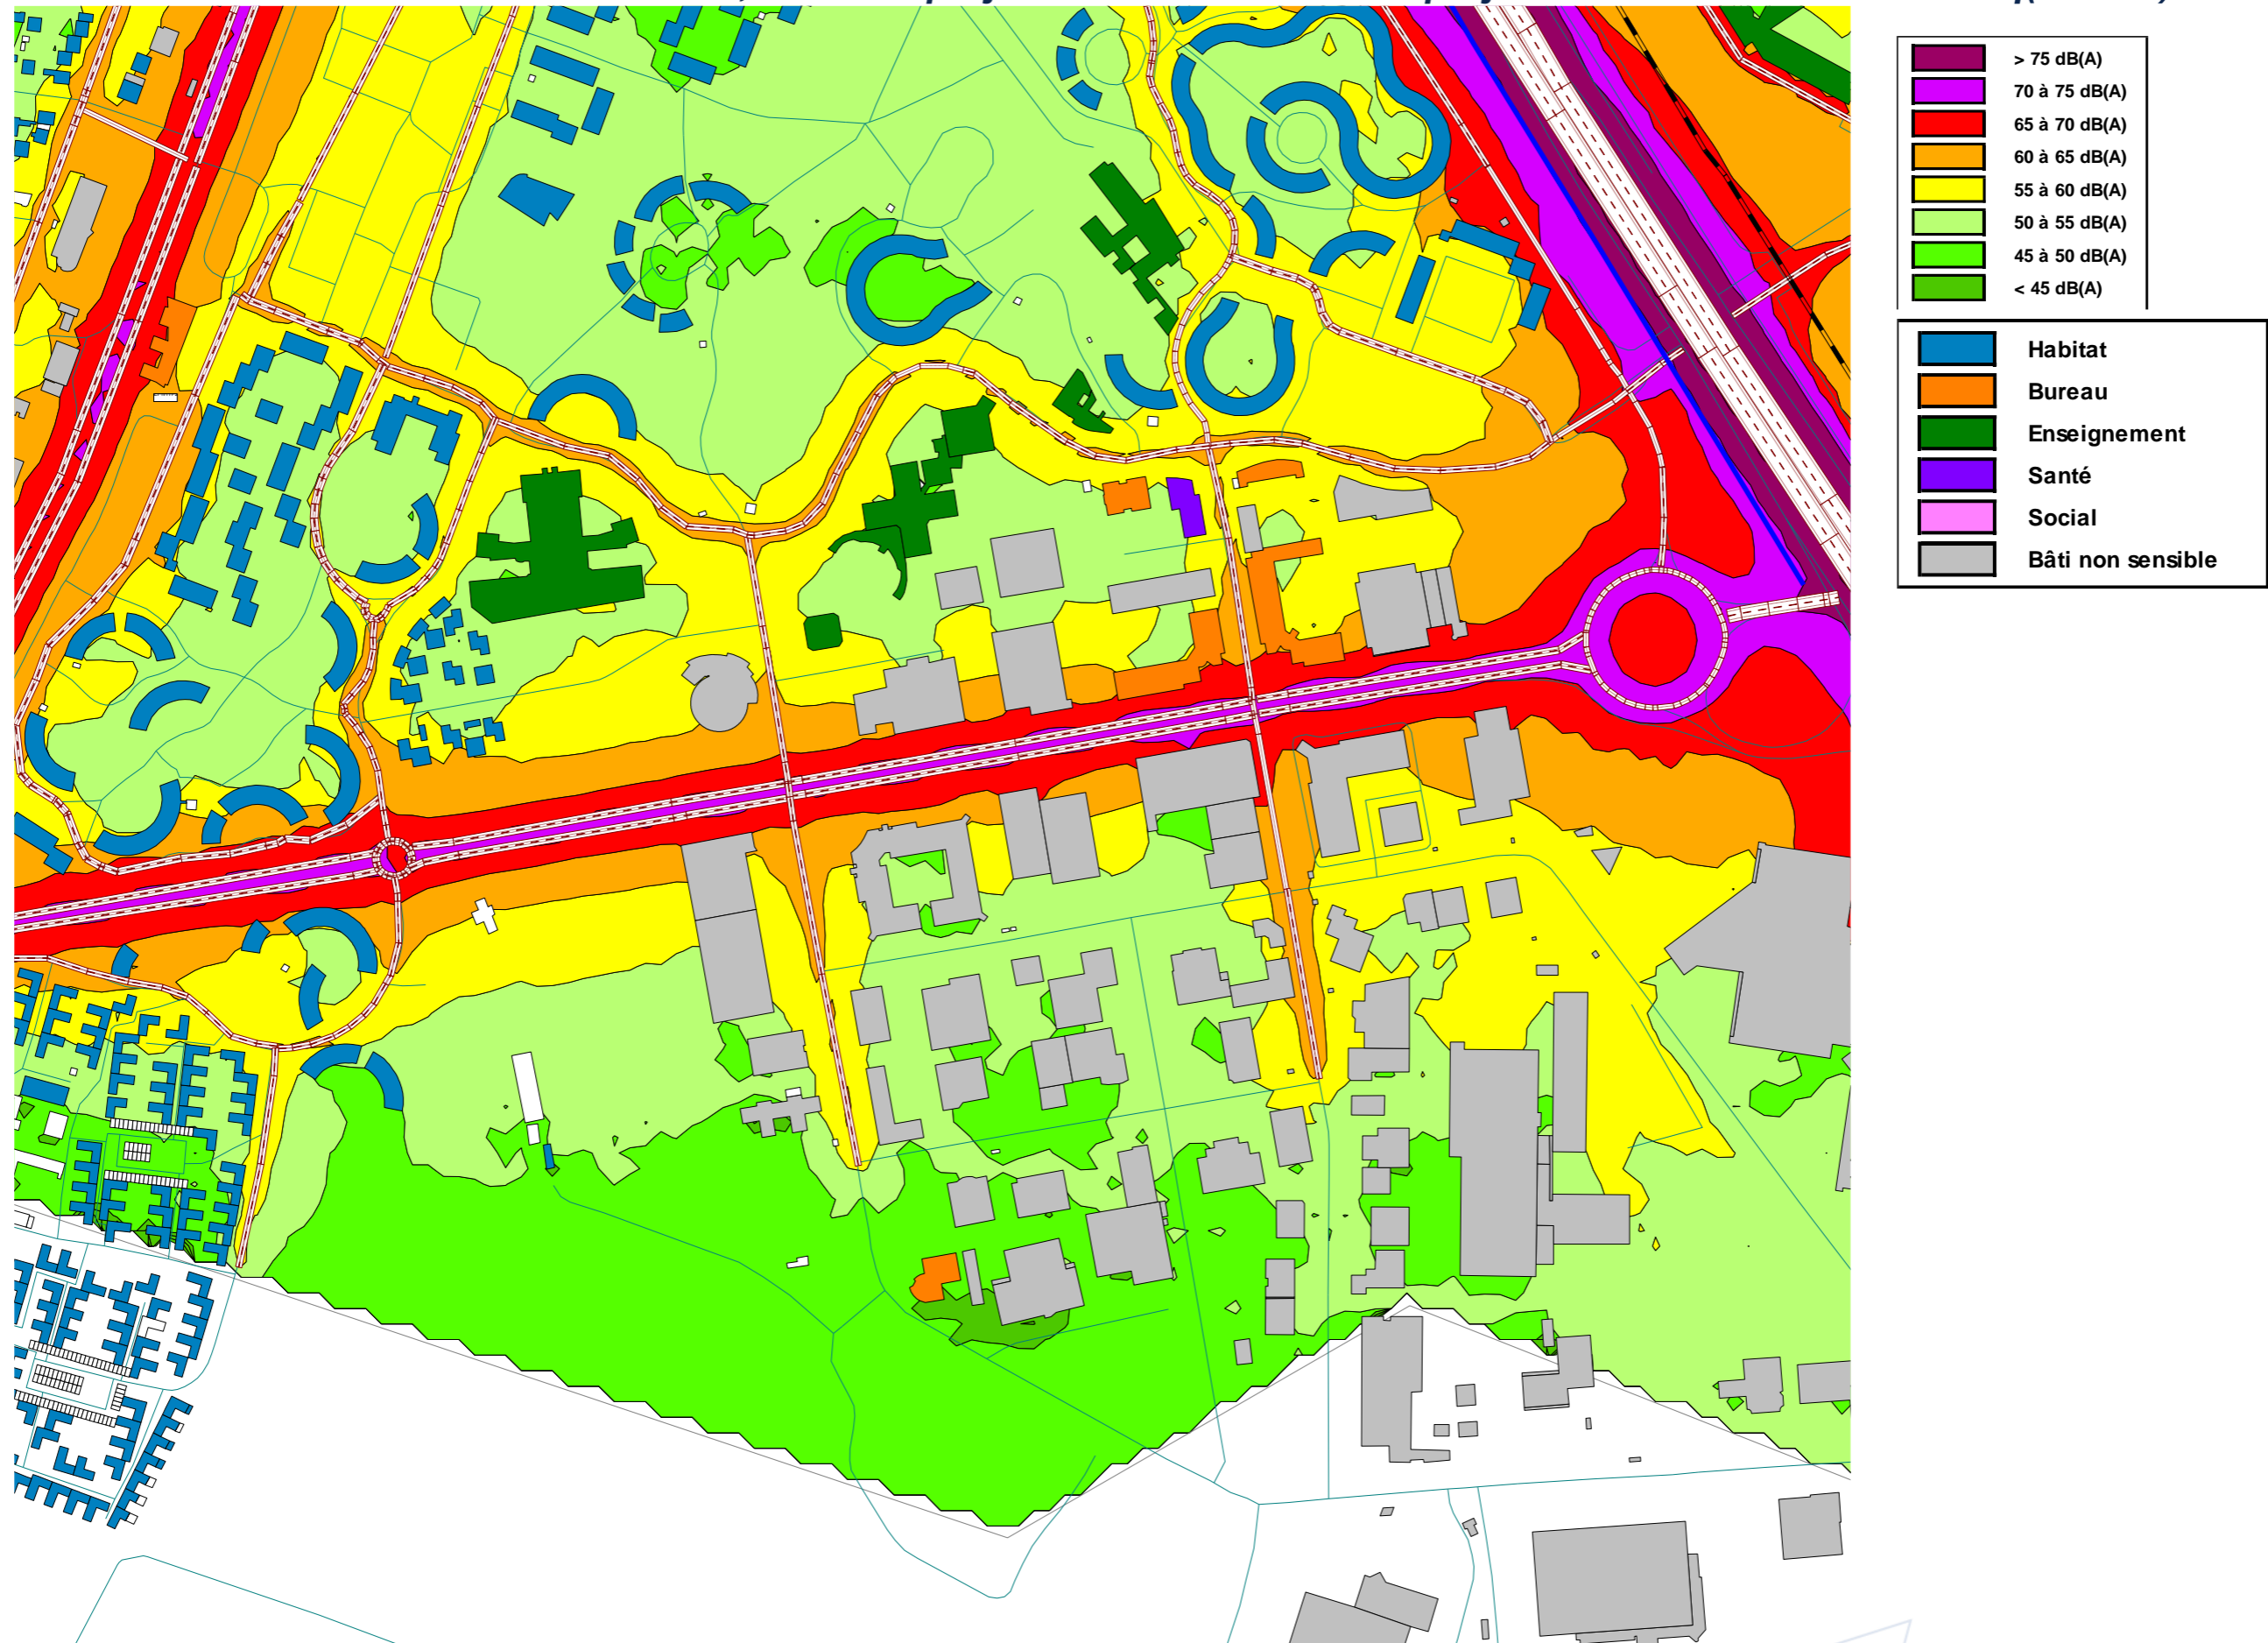 > 75 dB(A)
70 à 75 dB(A)
65 à 70 dB(A)
60 à 65 dB(A)
55 à 60 dB(A)
50 à 55 dB(A)
45 à 50 dB(A)
< 45 dB(A)
Habitat
Bureau
Enseignement
Santé
Social
Bâti non sensible